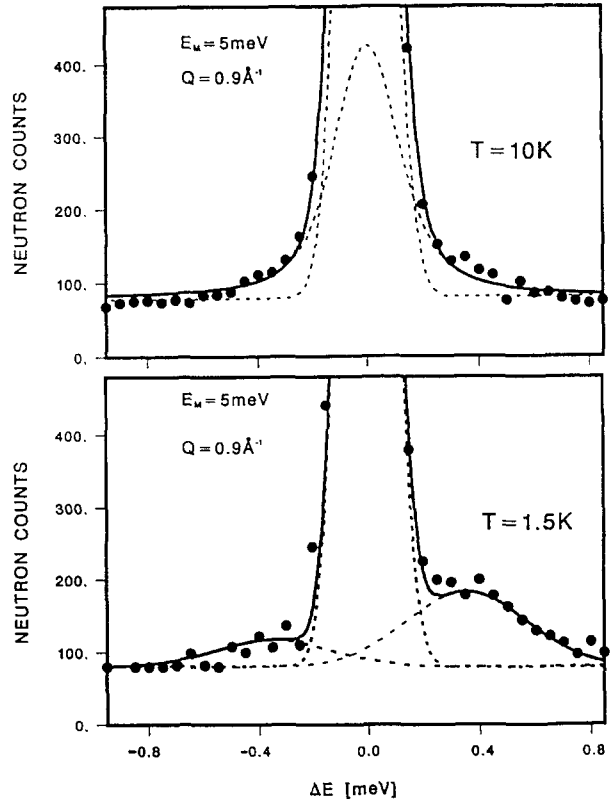 400.
300.
200.
100.
0.
NEUTRON COUNTS
E_M = 5meV
Q = 0.9Å⁻¹
T = 10K
400.
300.
200.
100.
0.
NEUTRON COUNTS
E_M = 5meV
Q = 0.9Å⁻¹
T = 1.5K
−0.8 −0.4 0.0 0.4 0.8
ΔE [meV]